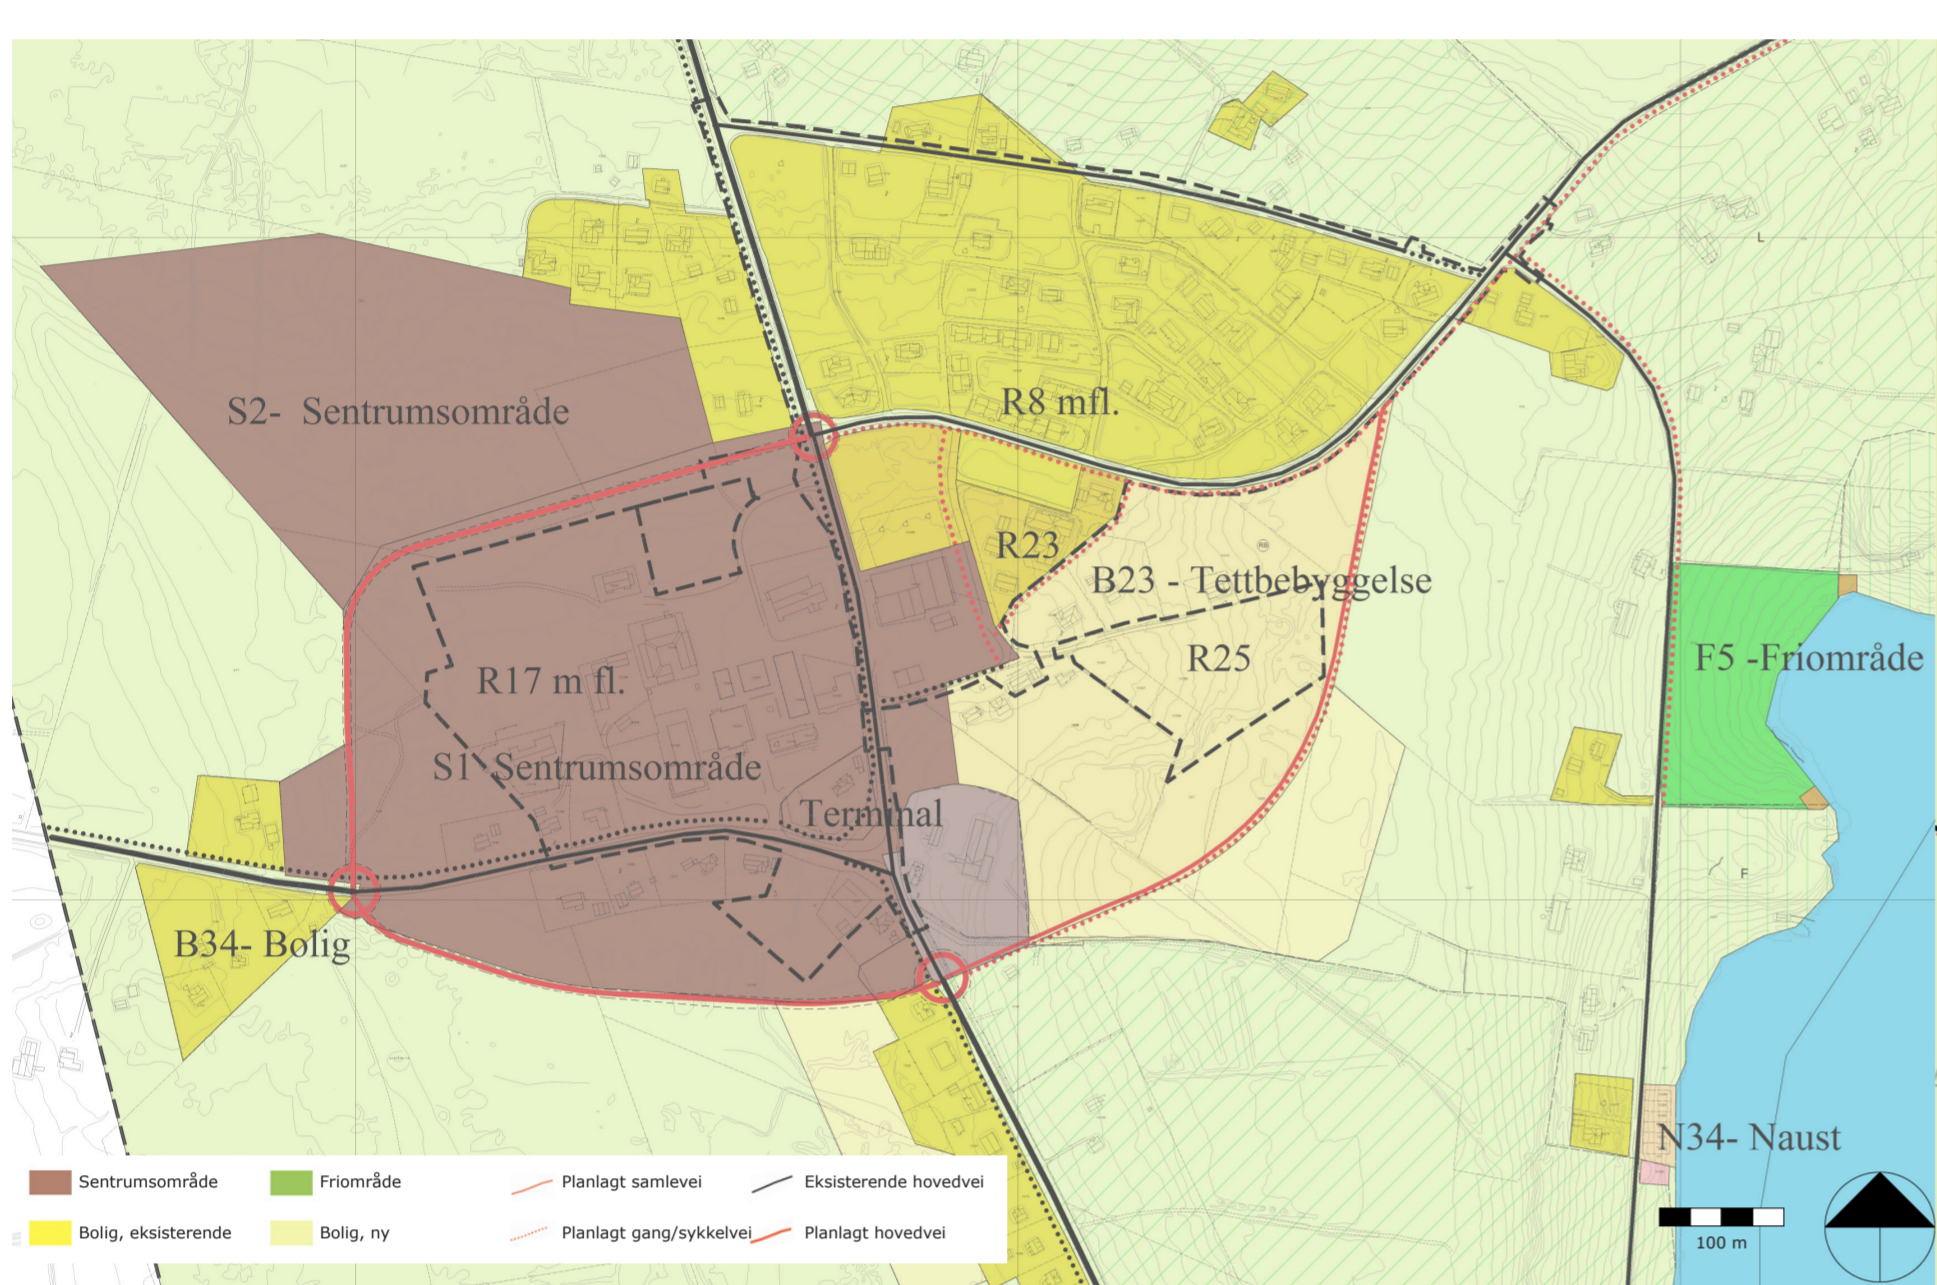 L
S2- Sentrumsområde
R8 mfl.
R23
RB
B23 - Tettbebyggelse
R25
F5 -Friområde
R17 m fl.
S1 Sentrumsområde
Terminal
F
B34- Bolig
N34- Naust
Sentrumsområde
Friområde
Planlagt samlevei
Eksisterende hovedvei
Bolig, eksisterende
Bolig, ny
Planlagt gang/sykkelvei
Planlagt hovedvei
100 m